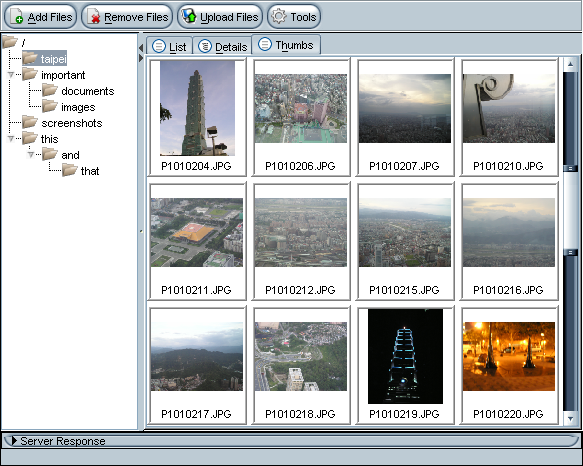 Add Files Remove Files Upload Files Tools
List Details Thumbs
/
taipei
important
documents
images
screenshots
this
and
that
P1010204.JPG P1010206.JPG P1010207.JPG P1010210.JPG
P1010211.JPG P1010212.JPG P1010215.JPG P1010216.JPG
P1010217.JPG P1010218.JPG P1010219.JPG P1010220.JPG
Server Response